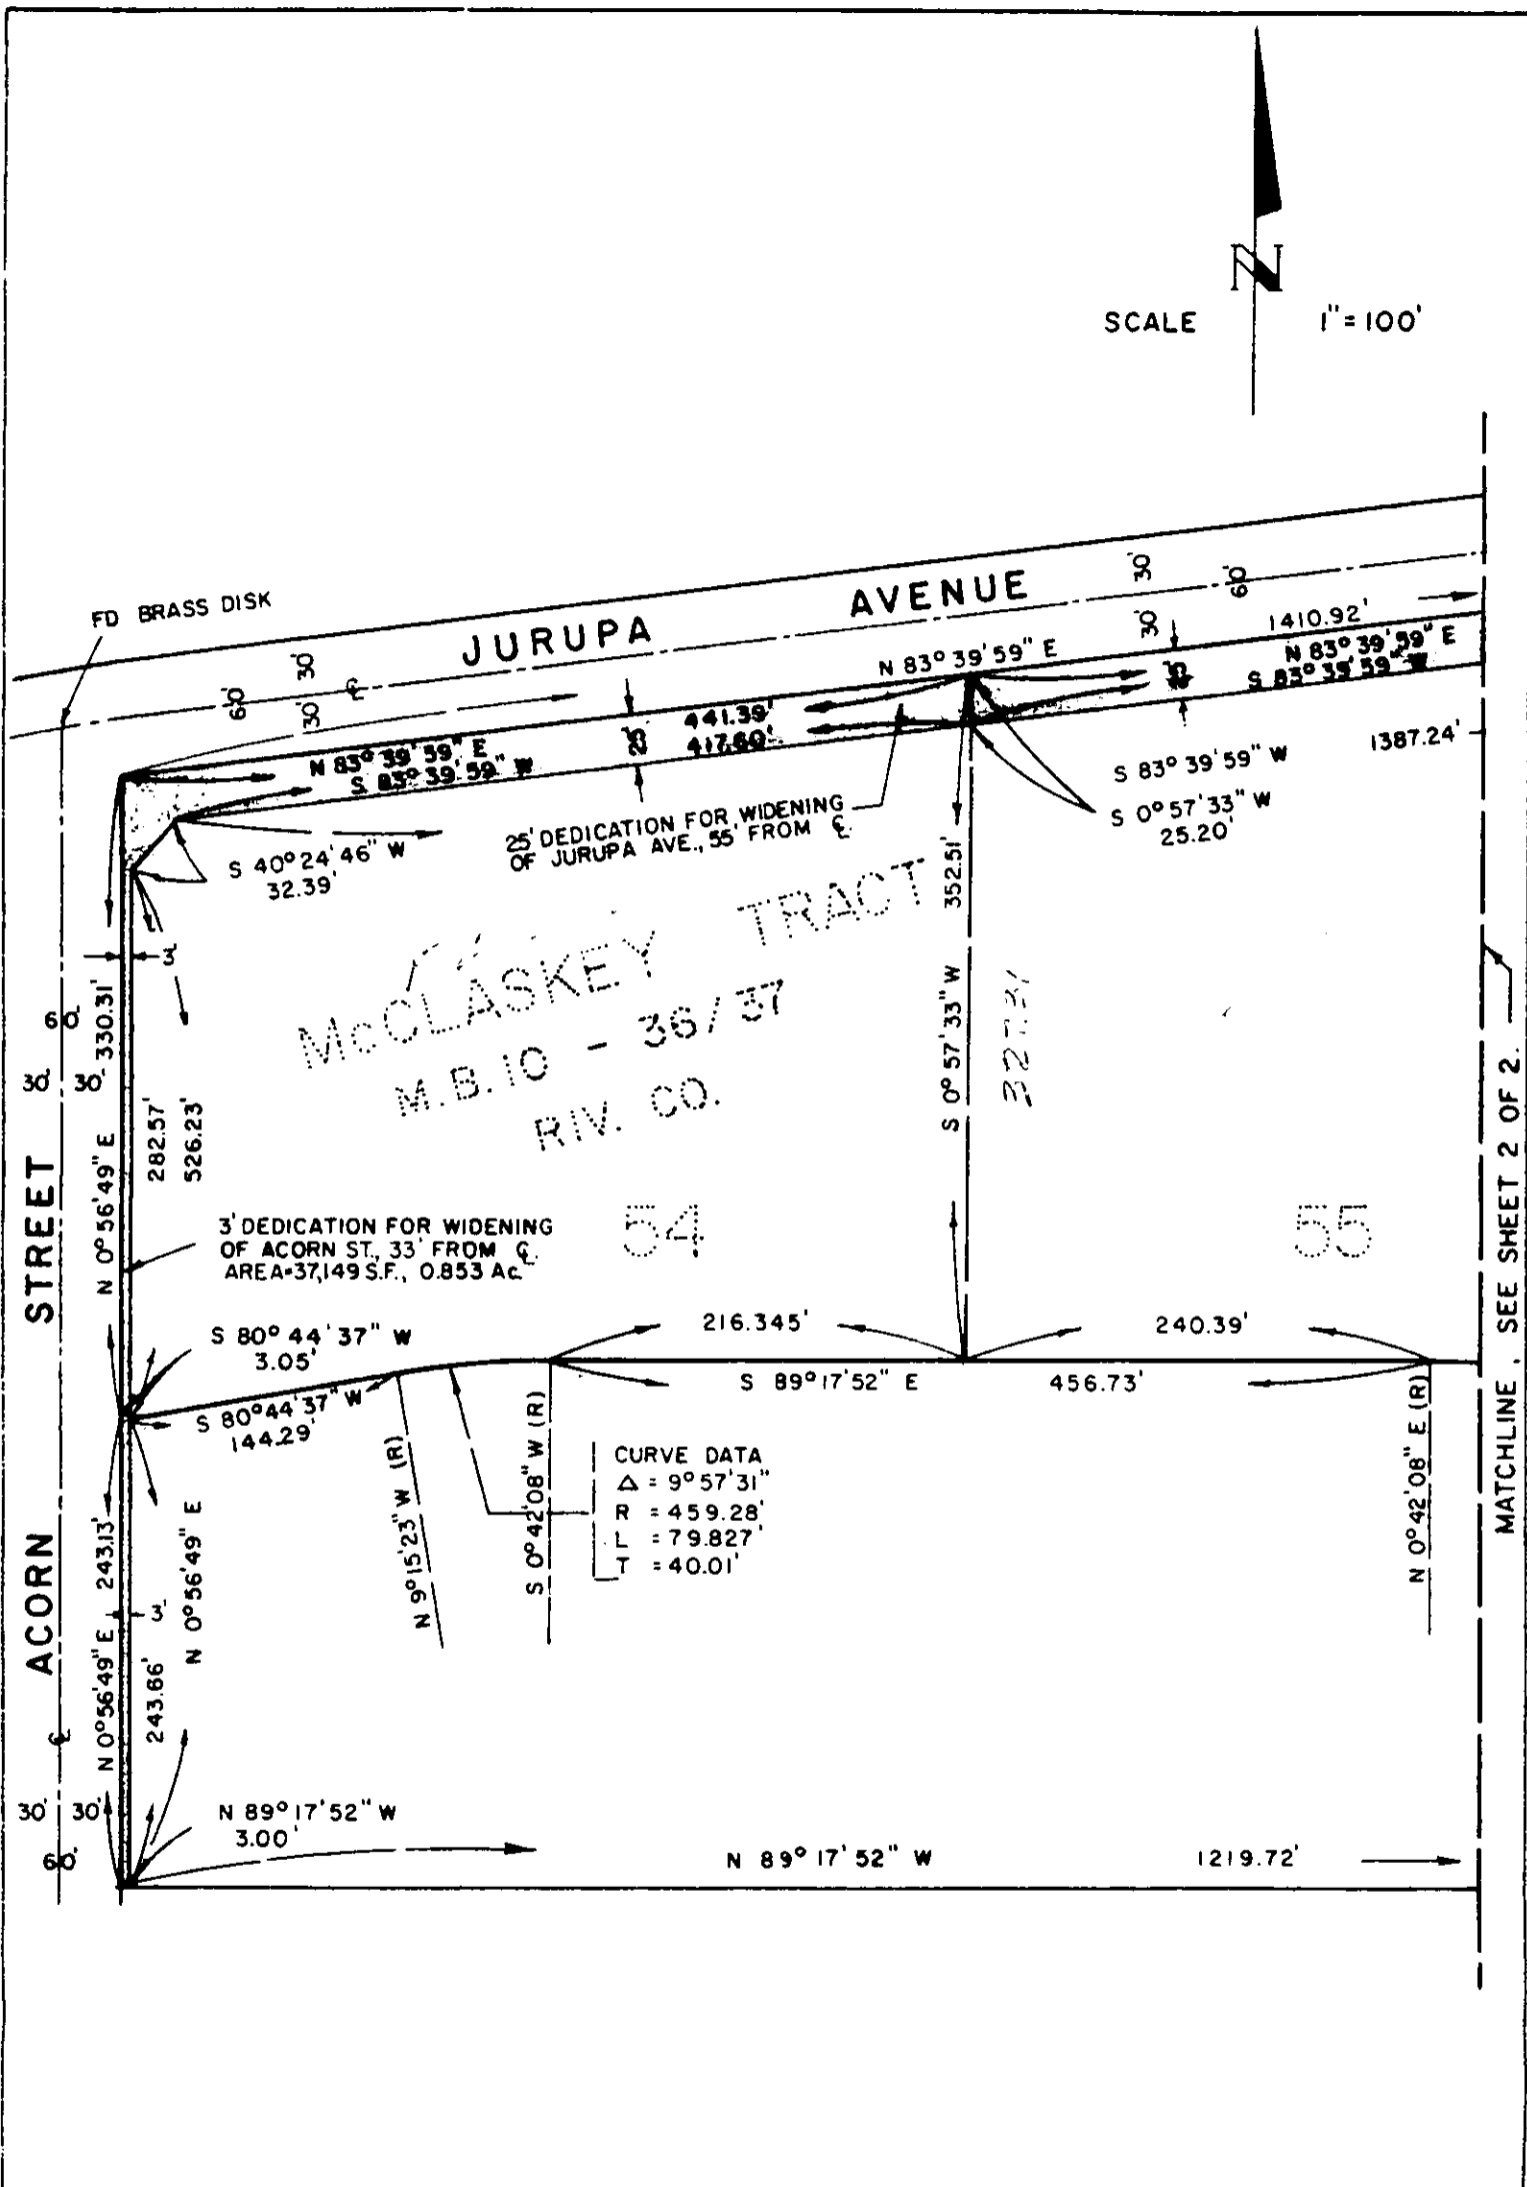 N
SCALE 1"=100'
FD BRASS DISK
JURUPA AVENUE
60' 30' 30' ℄
30' 30' 60'
N 83°39'59" E
1410.92'
N 83°39'59" E
S 83°39'59" W
25'
1387.24'
S 83°39'59" W
S 0°57'33" W
25.20'
441.39'
417.60'
25'
N 83°39'59" E
S 83°39'59" W
25' DEDICATION FOR WIDENING
OF JURUPA AVE., 55' FROM ℄
S 40°24'46" W
32.39'
McCLASKEY TRACT
M.B. 10 - 36/37
RIV. CO.
54
55
S 0°57'33" W 352.51'
327.31
3'
60'
30' 30'
N 0°56'49" E 330.31'
282.57'
526.23'
3' DEDICATION FOR WIDENING
OF ACORN ST., 33' FROM ℄
AREA=37,149 S.F., 0.853 Ac.
S 80°44'37" W
3.05'
S 80°44'37" W
144.29'
216.345'
240.39'
S 89°17'52" E 456.73'
N 9°15'23" W (R)
S 0°42'08" W (R)
N 0°42'08" E (R)
CURVE DATA
Δ = 9°57'31"
R = 459.28'
L = 79.827'
T = 40.01'
ACORN STREET
℄
N 0°56'49" E 243.13'
3'
243.66'
N 0°56'49" E
30' 30'
60'
N 89°17'52" W
3.00'
N 89°17'52" W 1219.72'
MATCHLINE, SEE SHEET 2 OF 2.